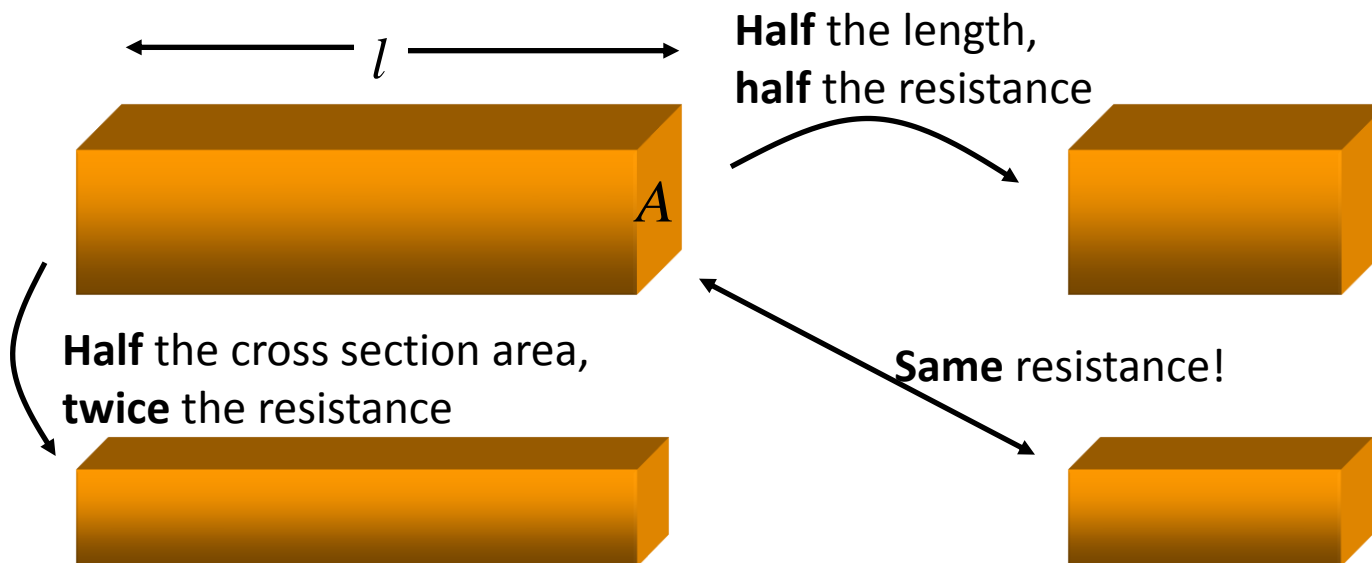 l
Half the length,
half the resistance
A
Half the cross section area,
twice the resistance
Same resistance!